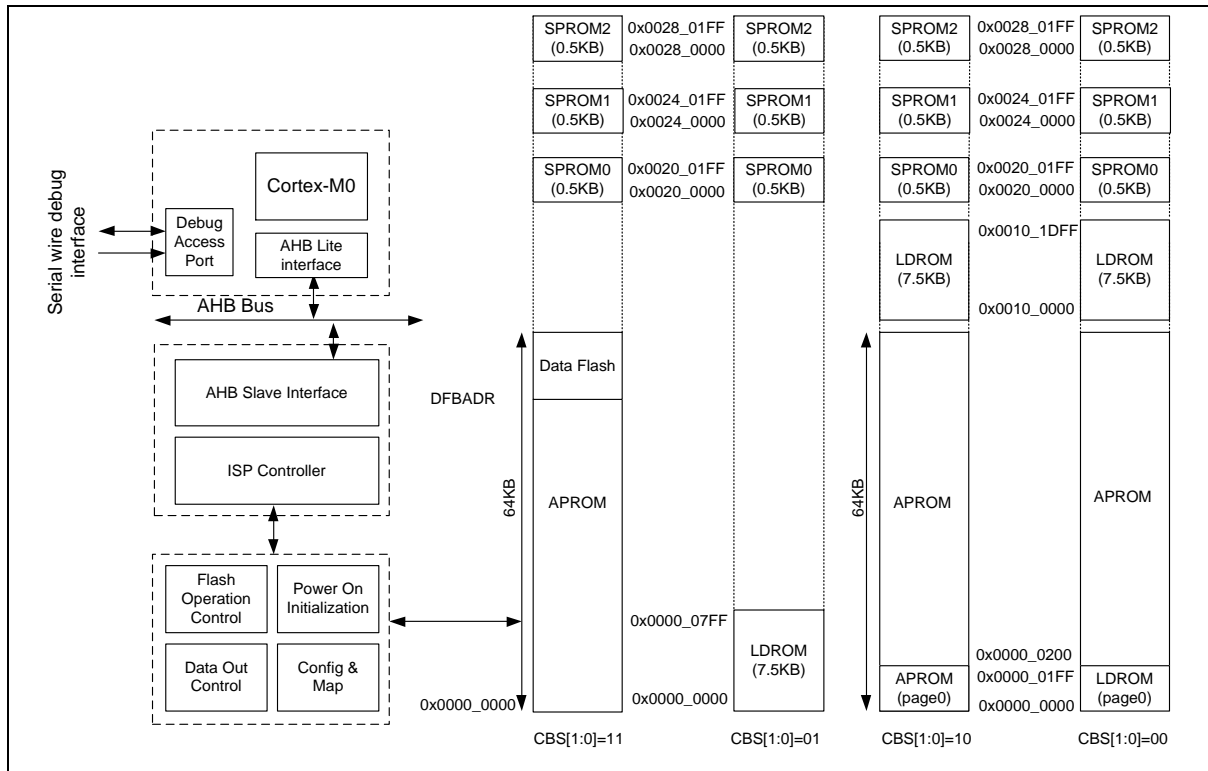 Serial wire debug
interface
Cortex-M0
Debug
Access
Port
AHB Lite
interface
AHB Bus
AHB Slave Interface
ISP Controller
Flash
Operation
Control
Power On
Initialization
Data Out
Control
Config &
Map
SPROM2
(0.5KB)
0x0028_01FF
0x0028_0000
SPROM2
(0.5KB)
SPROM1
(0.5KB)
0x0024_01FF
0x0024_0000
SPROM1
(0.5KB)
SPROM0
(0.5KB)
0x0020_01FF
0x0020_0000
SPROM0
(0.5KB)
Data Flash
DFBADR
64KB
APROM
0x0000_07FF
LDROM
(7.5KB)
0x0000_0000
0x0000_0000
CBS[1:0]=11
CBS[1:0]=01
SPROM2
(0.5KB)
0x0028_01FF
0x0028_0000
SPROM2
(0.5KB)
SPROM1
(0.5KB)
0x0024_01FF
0x0024_0000
SPROM1
(0.5KB)
SPROM0
(0.5KB)
0x0020_01FF
0x0020_0000
SPROM0
(0.5KB)
LDROM
(7.5KB)
0x0010_1DFF
0x0010_0000
LDROM
(7.5KB)
64KB
APROM
APROM
0x0000_0200
APROM
(page0)
0x0000_01FF
0x0000_0000
LDROM
(page0)
CBS[1:0]=10
CBS[1:0]=00